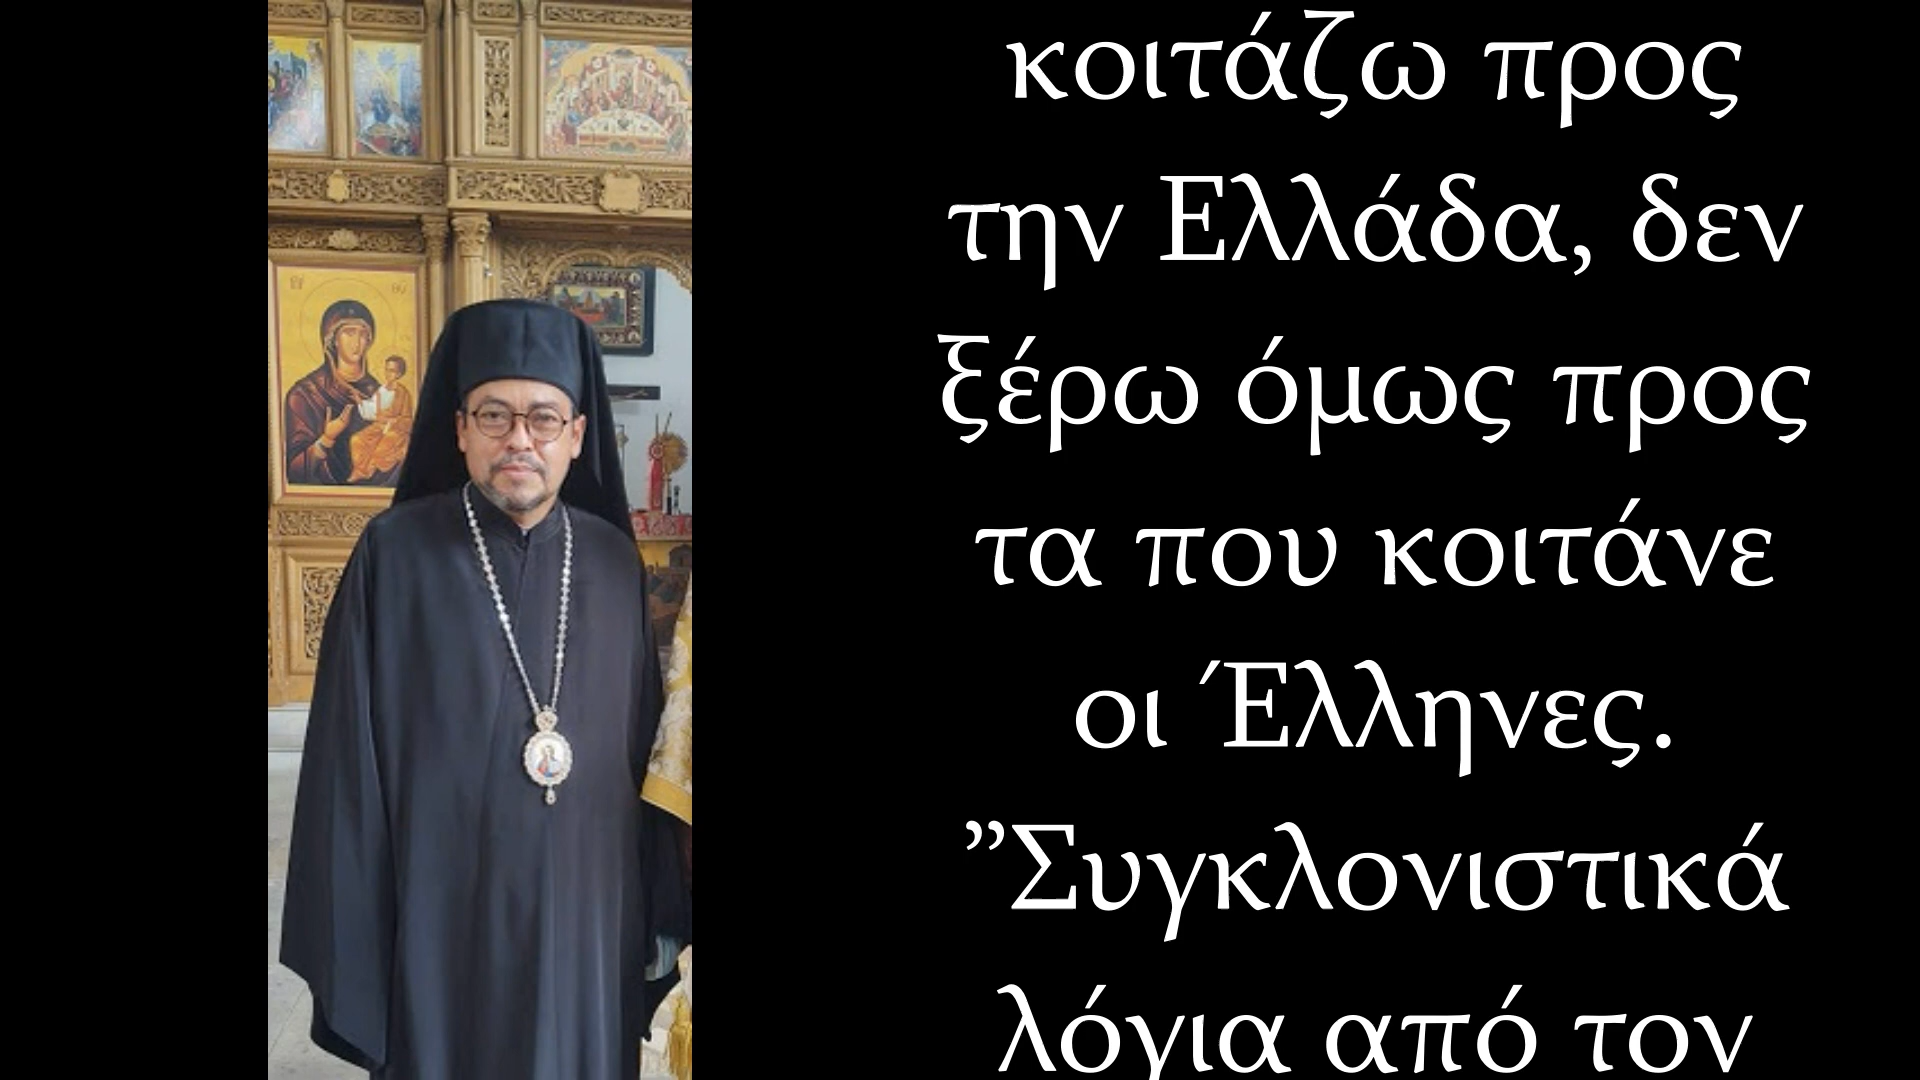 κοιτάζω προς
την Ελλάδα, δεν
ξέρω όμως προς
τα που κοιτάνε
οι Έλληνες.
”Συγκλονιστικά
λόγια από τον